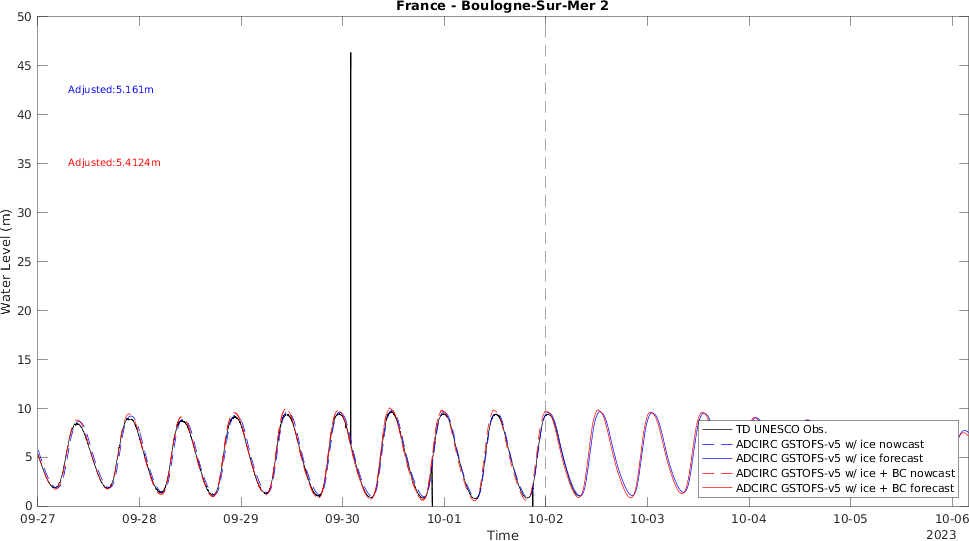 France - Boulogne-Sur-Mer 2
50
45
40
35
30
25
20
15
10
5
0
Water Level (m)
Adjusted:5.161m
Adjusted:5.4124m
TD UNESCO Obs.
ADCIRC GSTOFS-v5 w/ ice nowcast
ADCIRC GSTOFS-v5 w/ ice forecast
ADCIRC GSTOFS-v5 w/ ice + BC nowcast
ADCIRC GSTOFS-v5 w/ ice + BC forecast
09-27 09-28 09-29 09-30 10-01 10-02 10-03 10-04 10-05 10-06
Time
2023